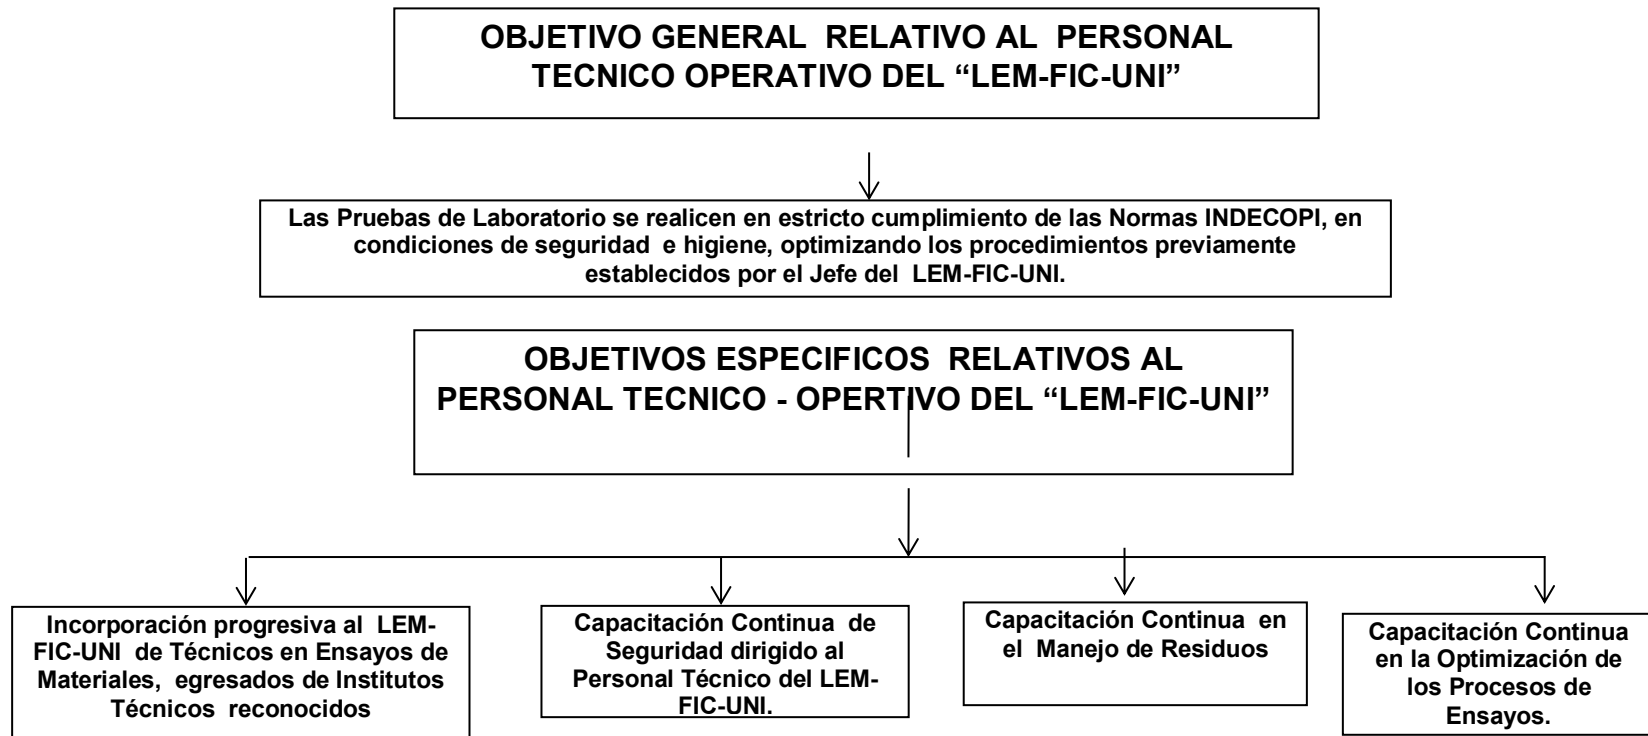 OBJETIVO GENERAL RELATIVO AL PERSONAL
TECNICO OPERATIVO DEL “LEM-FIC-UNI”
Las Pruebas de Laboratorio se realicen en estricto cumplimiento de las Normas INDECOPI, en
condiciones de seguridad e higiene, optimizando los procedimientos previamente
establecidos por el Jefe del LEM-FIC-UNI.
OBJETIVOS ESPECIFICOS RELATIVOS AL
PERSONAL TECNICO - OPERTIVO DEL “LEM-FIC-UNI”
Incorporación progresiva al LEM-
FIC-UNI de Técnicos en Ensayos de
Materiales, egresados de Institutos
Técnicos reconocidos
Capacitación Continua de
Seguridad dirigido al
Personal Técnico del LEM-
FIC-UNI.
Capacitación Continua en
el Manejo de Residuos
Capacitación Continua
en la Optimización de
los Procesos de
Ensayos.